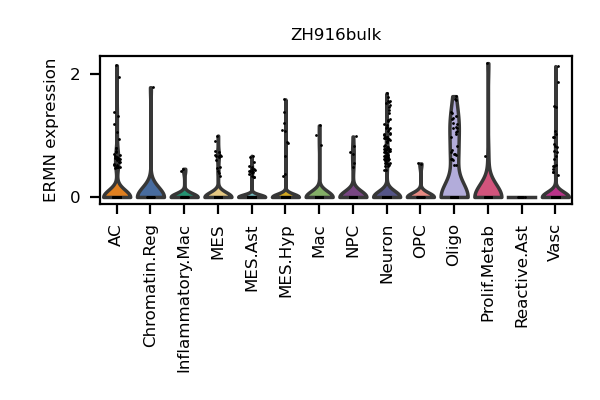 ZH916bulk
ERMN expression
2
0
AC
Chromatin.Reg
Inflammatory.Mac
MES
MES.Ast
MES.Hyp
Mac
NPC
Neuron
OPC
Oligo
Prolif.Metab
Reactive.Ast
Vasc